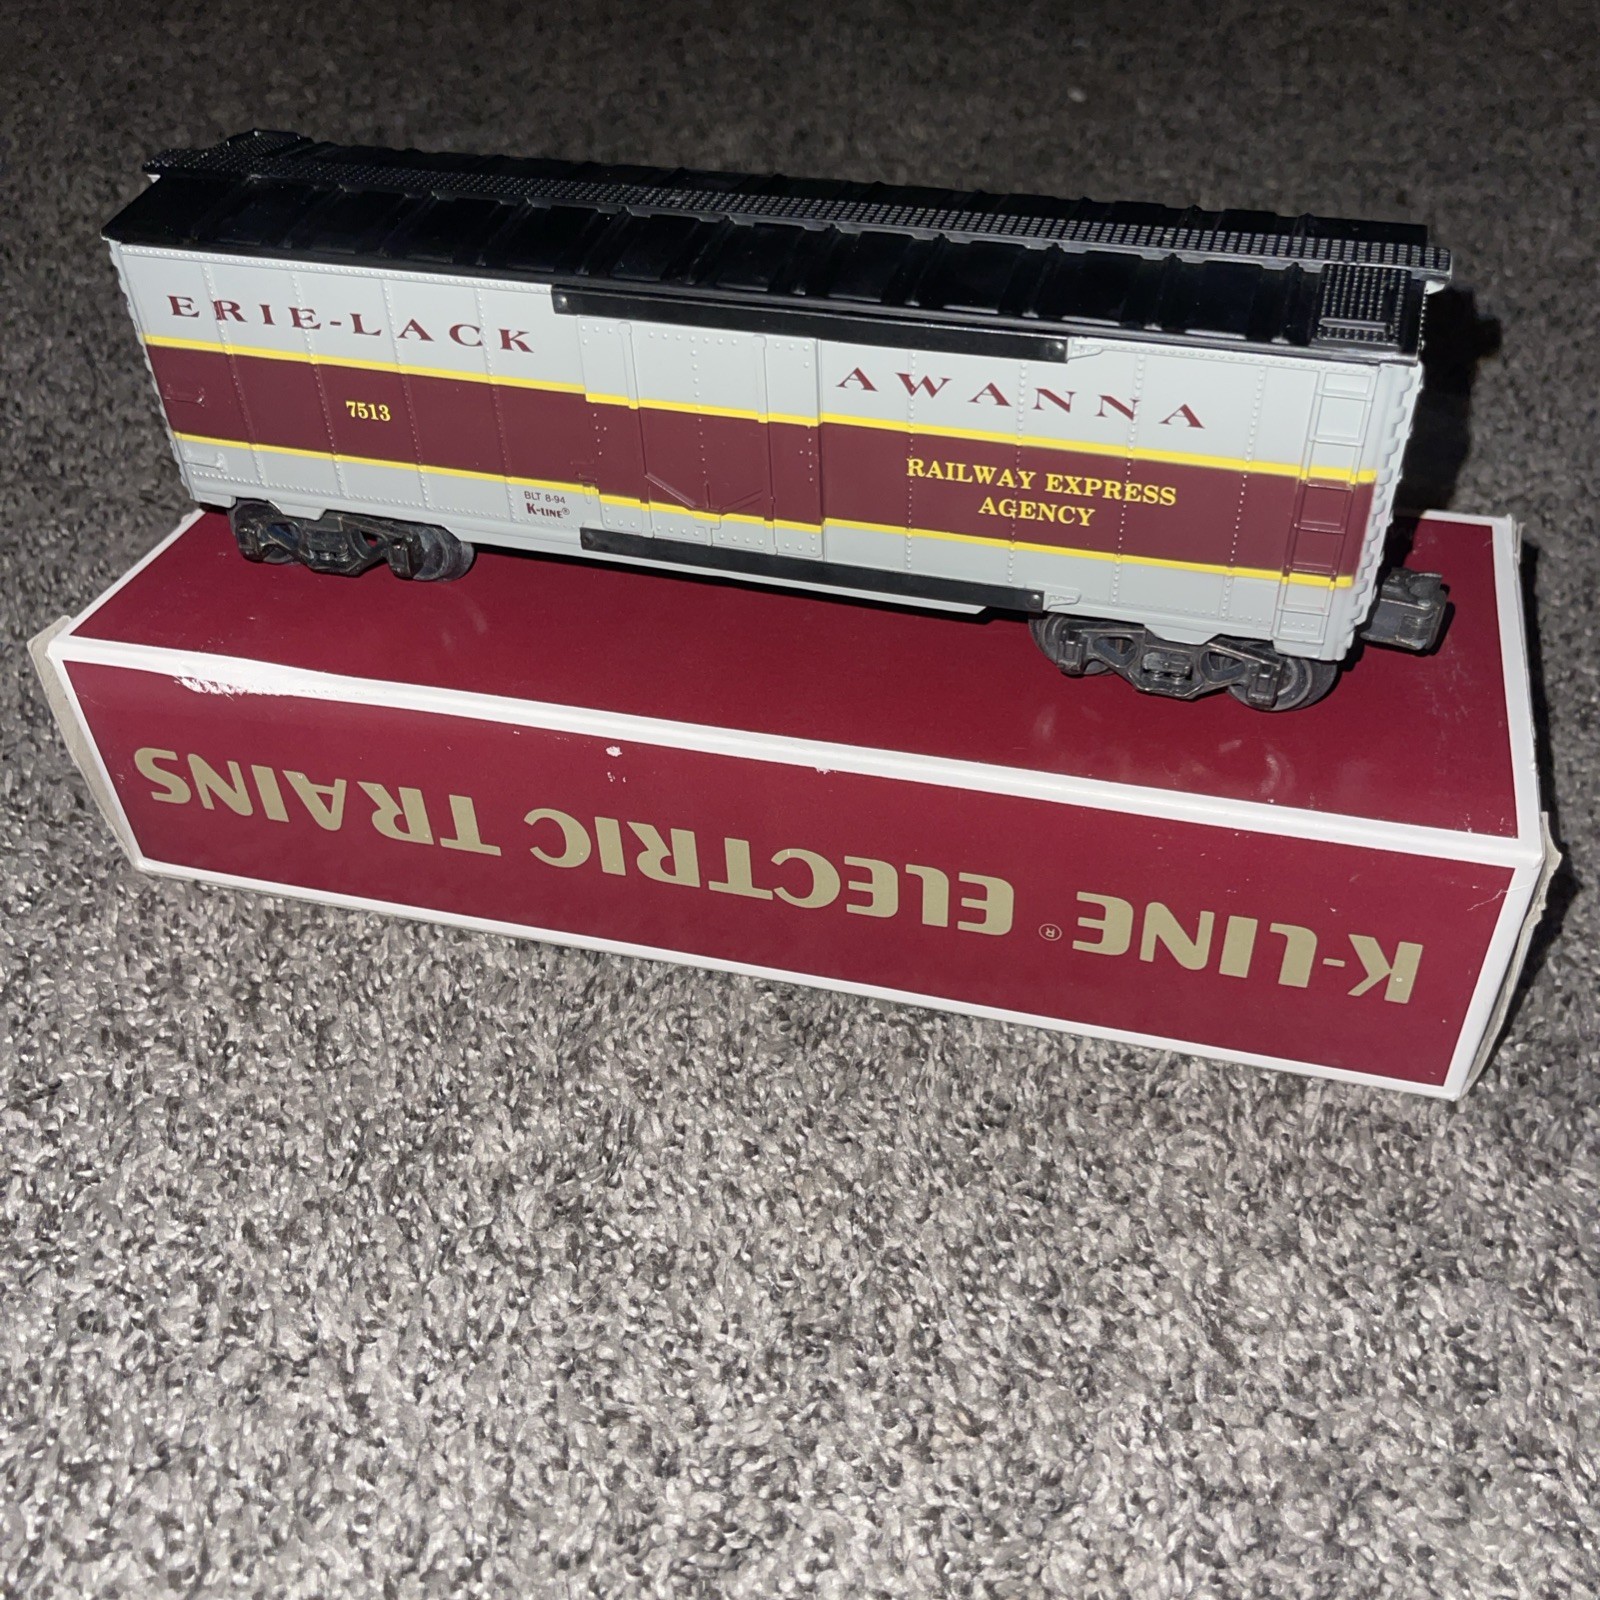 ERIE-LACK AWANNA
7513
RAILWAY EXPRESS
AGENCY
BLT 8-94
K-LINE®
K-LINE® ELECTRIC TRAINS